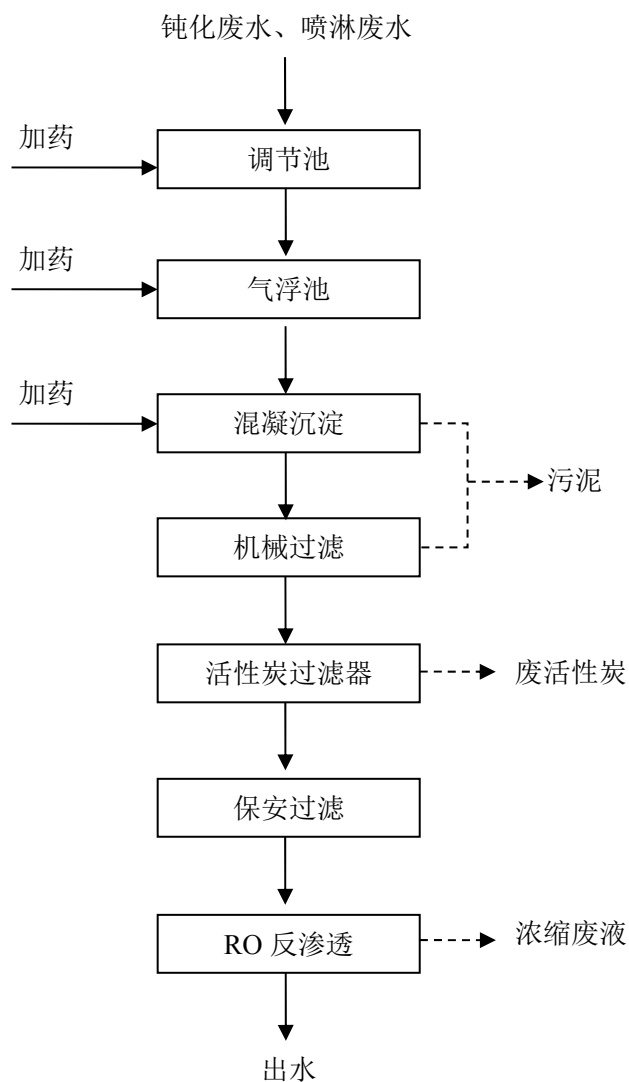 钝化废水、喷淋废水
加药
调节池
加药
气浮池
加药
混凝沉淀
污泥
机械过滤
活性炭过滤器
废活性炭
保安过滤
RO 反渗透
浓缩废液
出水